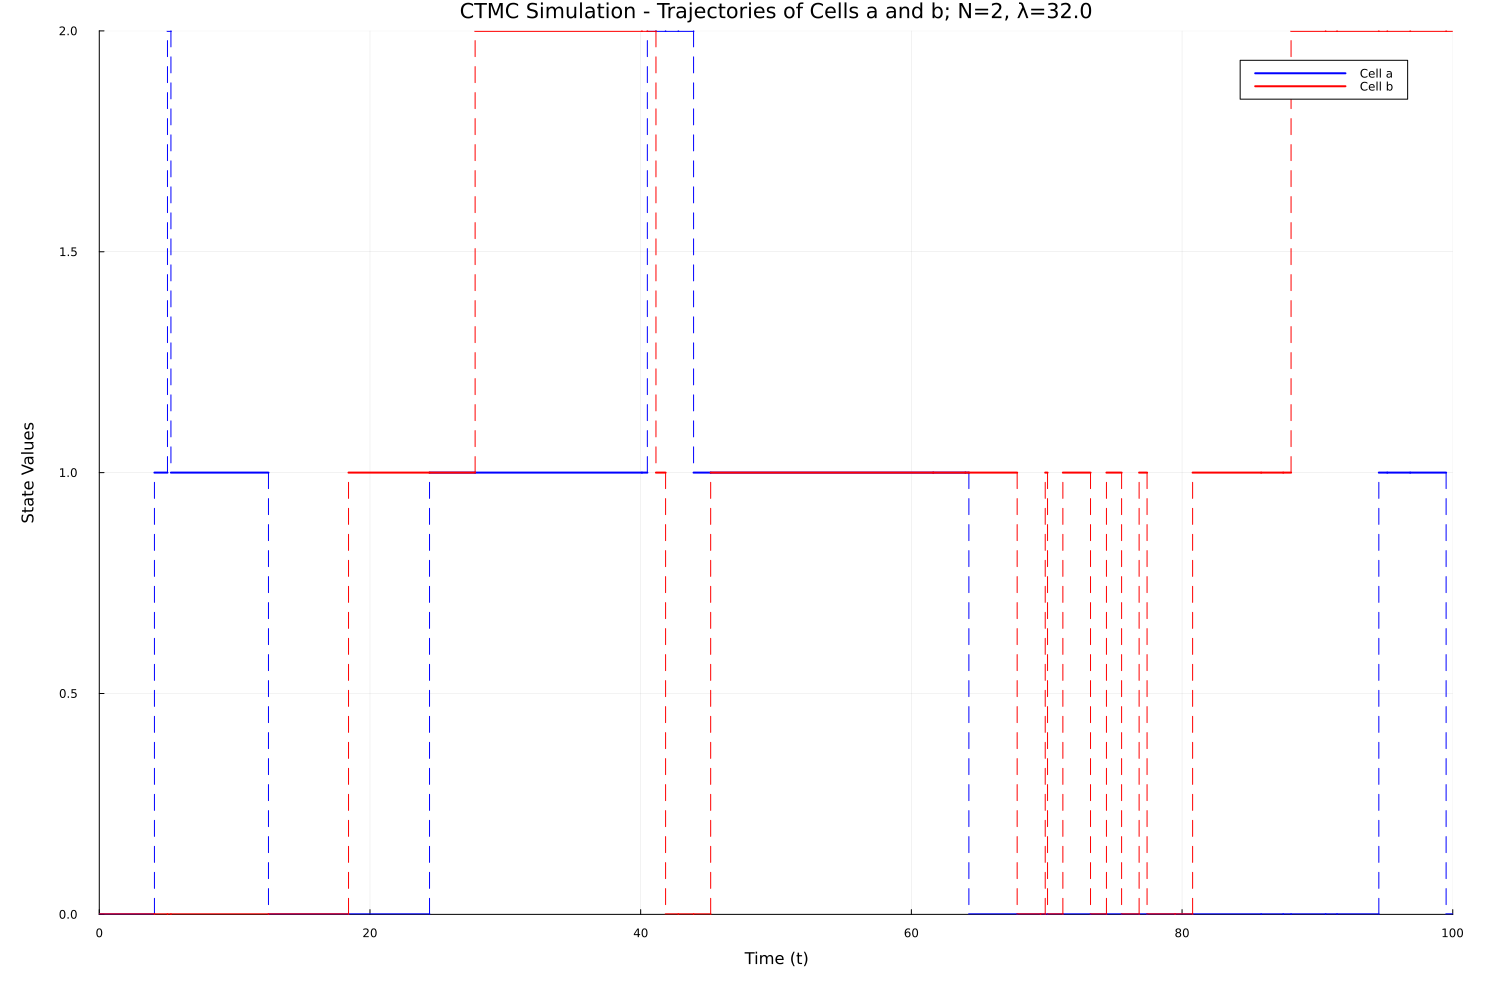 CTMC Simulation - Trajectories of Cells a and b; N=2, λ=32.0
2.0
Cell a
Cell b
1.5
State Values
1.0
0.5
0.0
0 20 40 60 80 100
Time (t)